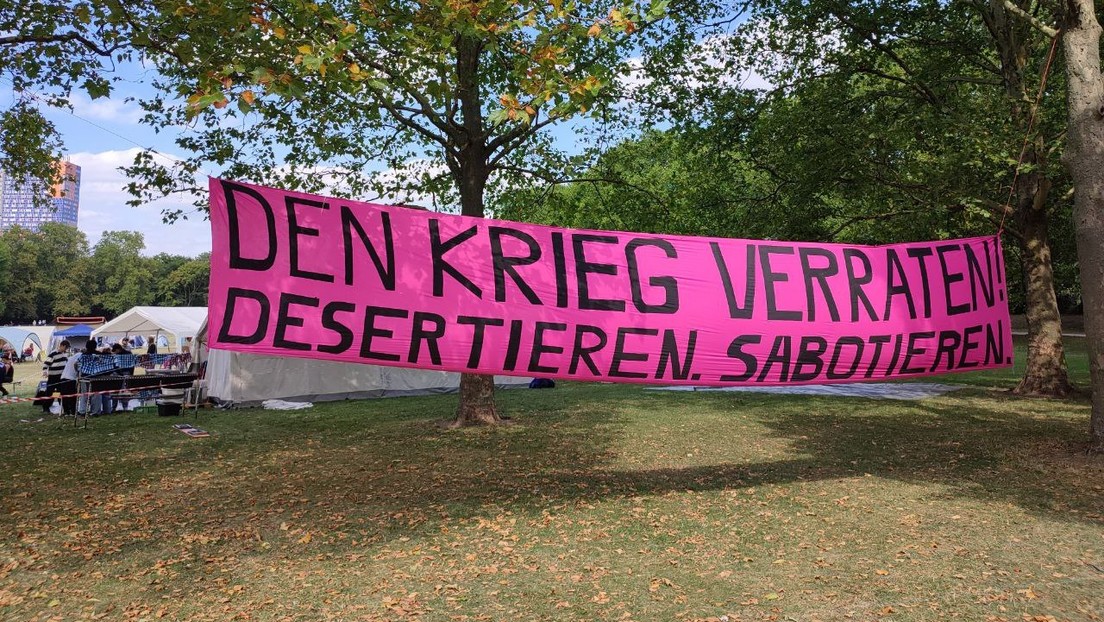 DEN KRIEG VERRATEN!
DESERTIEREN. SABOTIEREN.